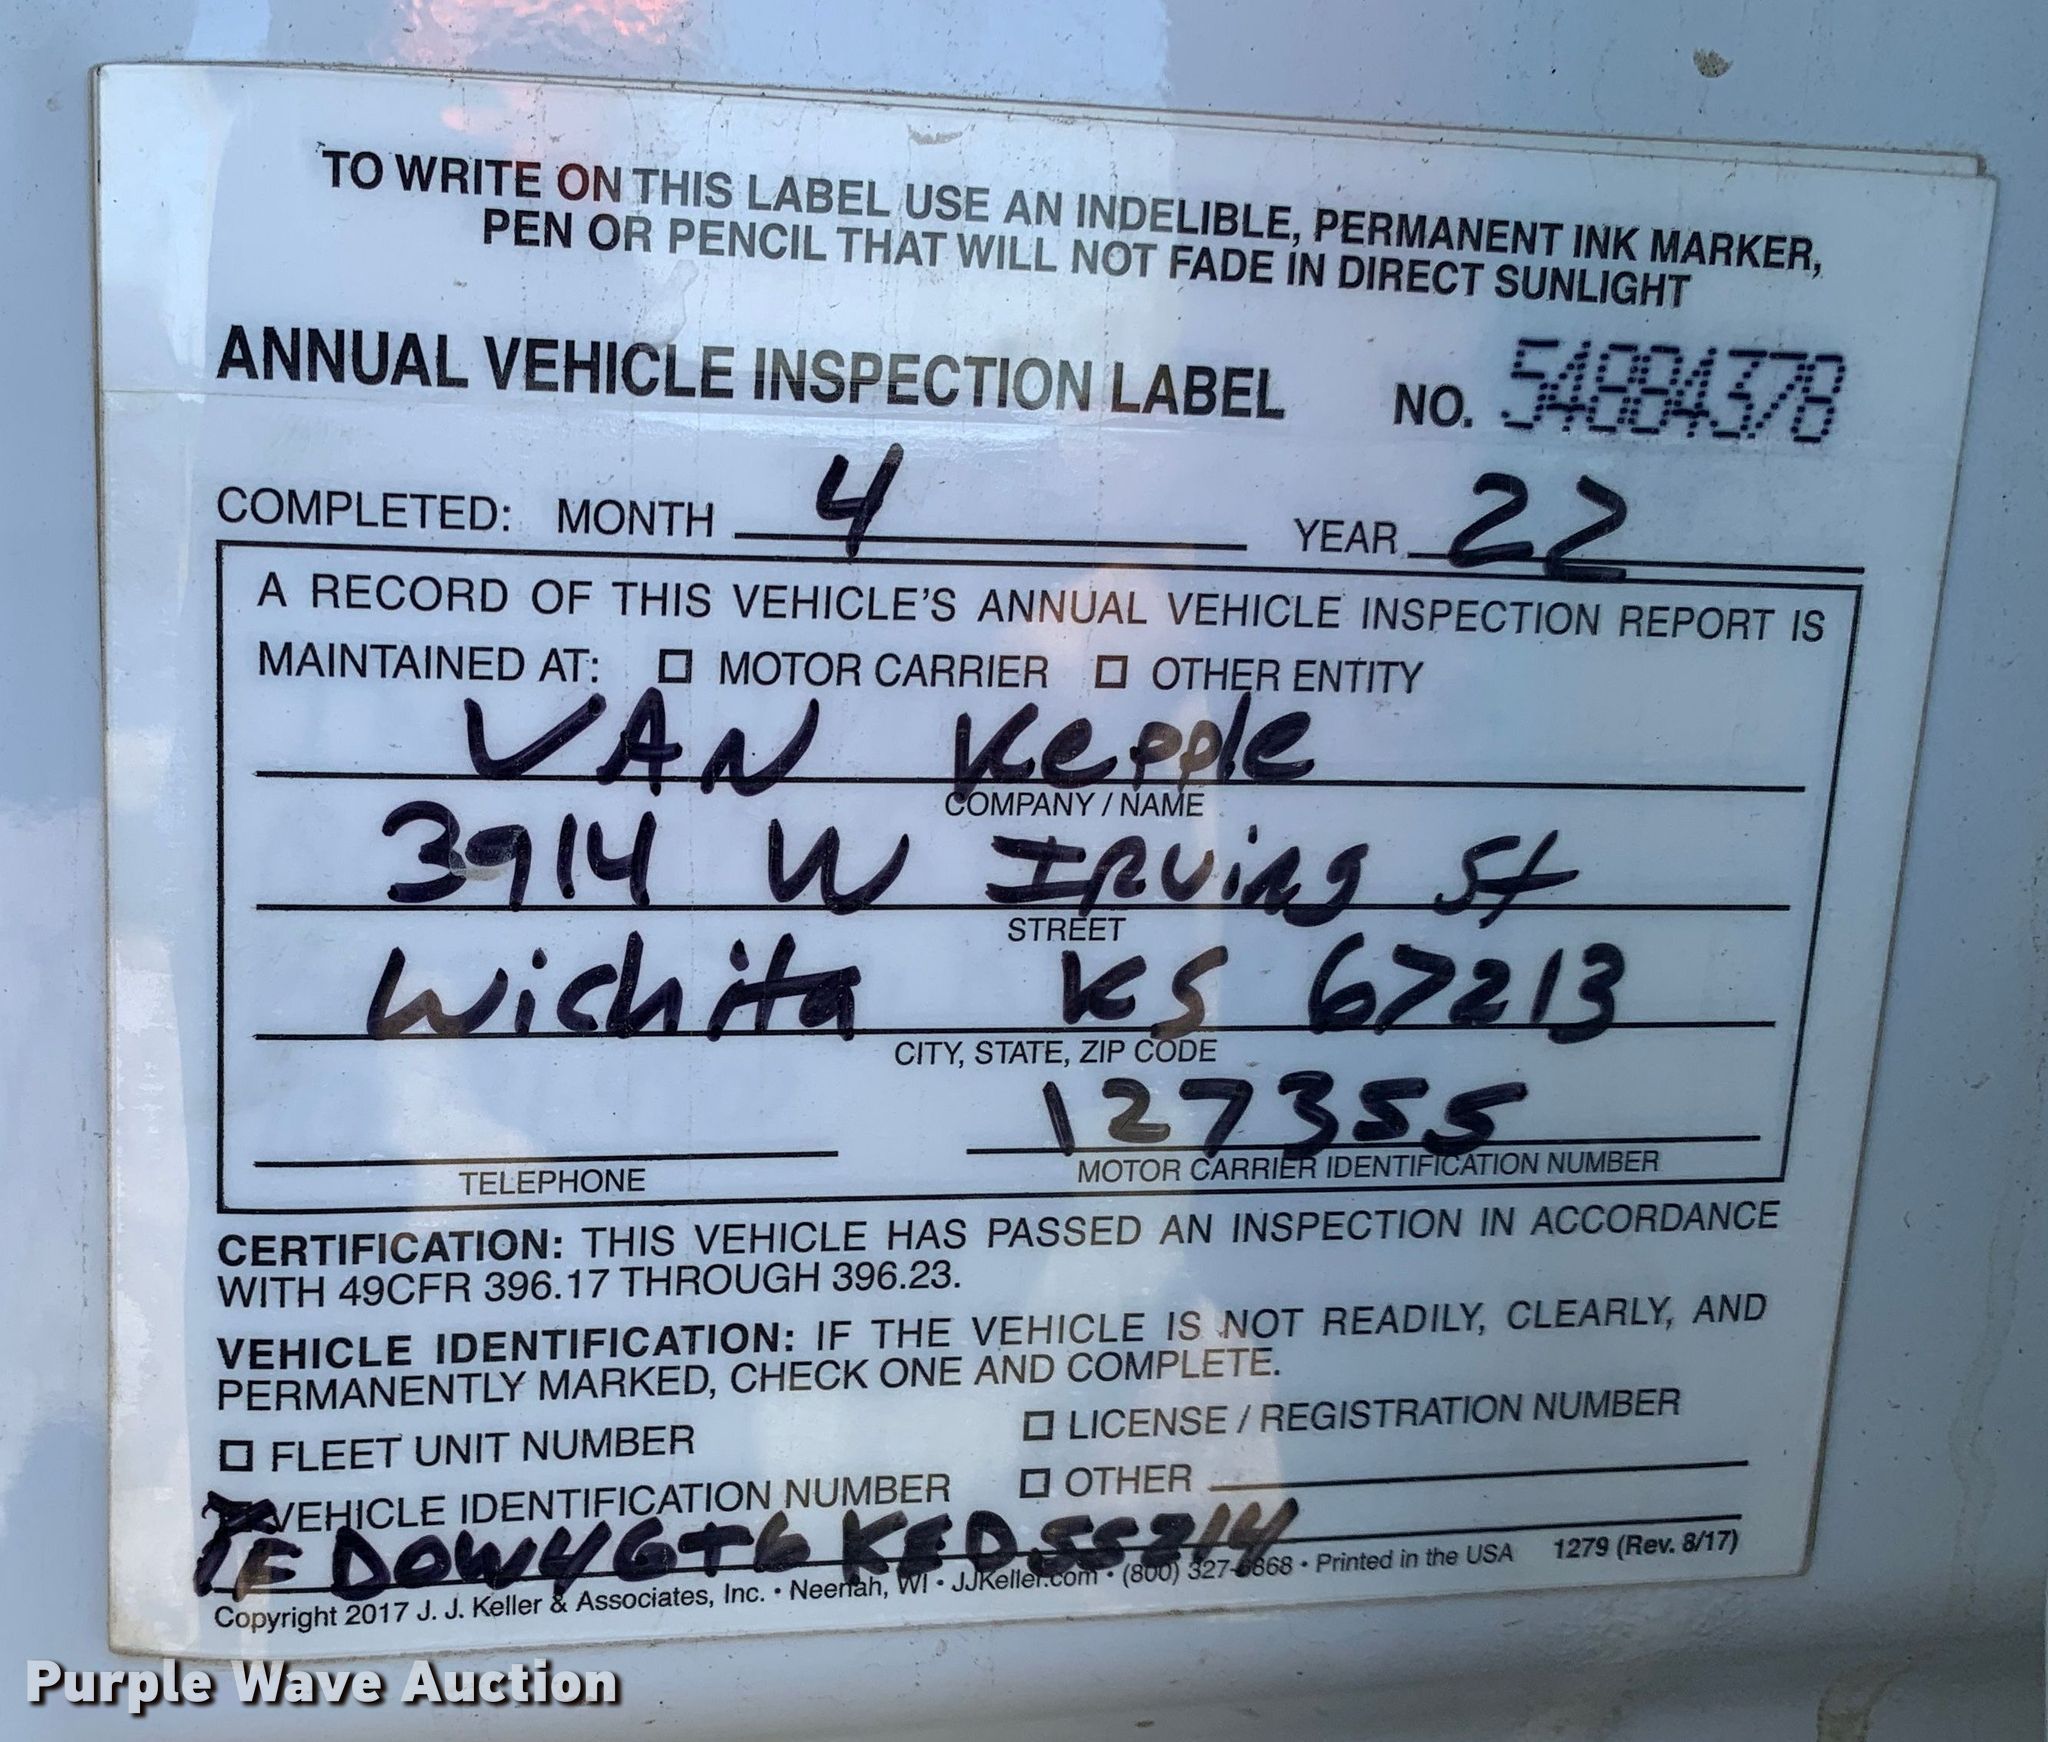 TO WRITE ON THIS LABEL USE AN INDELIBLE, PERMANENT INK MARKER,
PEN OR PENCIL THAT WILL NOT FADE IN DIRECT SUNLIGHT
ANNUAL VEHICLE INSPECTION LABEL NO. 54884378
COMPLETED: MONTH 4 YEAR 22
A RECORD OF THIS VEHICLE'S ANNUAL VEHICLE INSPECTION REPORT IS
MAINTAINED AT: MOTOR CARRIER OTHER ENTITY
VAN Kepple
COMPANY / NAME
3914 W IRving St
STREET
Wichita KS 67213
CITY, STATE, ZIP CODE
127355
TELEPHONE MOTOR CARRIER IDENTIFICATION NUMBER
CERTIFICATION: THIS VEHICLE HAS PASSED AN INSPECTION IN ACCORDANCE
WITH 49CFR 396.17 THROUGH 396.23.
VEHICLE IDENTIFICATION: IF THE VEHICLE IS NOT READILY, CLEARLY, AND
PERMANENTLY MARKED, CHECK ONE AND COMPLETE.
FLEET UNIT NUMBER LICENSE / REGISTRATION NUMBER
VEHICLE IDENTIFICATION NUMBER OTHER
1FDOW4GT6KED55214
Copyright 2017 J. J. Keller & Associates, Inc. • Neenah, WI • JJKeller.com • (800) 327-6868 • Printed in the USA 1279 (Rev. 8/17)
Purple Wave Auction